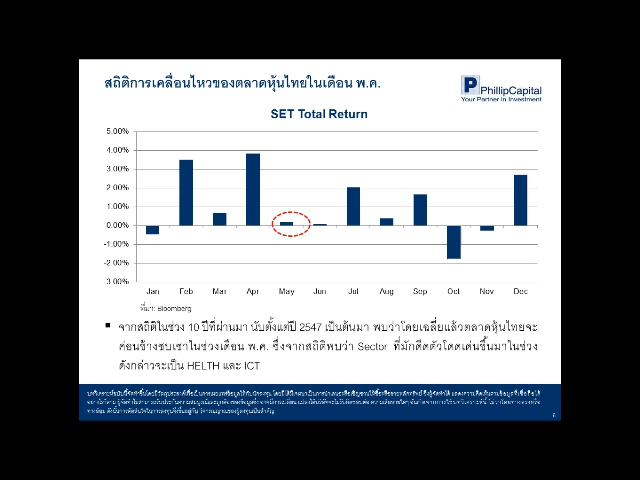 สถิติการเคลื่อนไหวของตลาดหุ้นไทยในเดือน พ.ค.
P PhillipCapital
Your Partner in Investment
SET Total Return
5.00%
4.00%
3.00%
2.00%
1.00%
0.00%
-1.00%
-2.00%
3.00%
Jan Feb Mar Apr May Jun Jul Aug Sep Oct Nov Dec
ที่มา: Bloomberg
▪ จากสถิติในช่วง 10 ปีที่ผ่านมา นับตั้งแต่ปี 2547 เป็นต้นมา พบว่าโดยเฉลี่ยแล้วตลาดหุ้นไทยจะ
ค่อนข้างซบเซาในช่วงเดือน พ.ค. ซึ่งจากสถิติพบว่า Sector ที่มักดีดตัวโดดเด่นขึ้นมาในช่วง
ดังกล่าวจะเป็น HELTH และ ICT
6